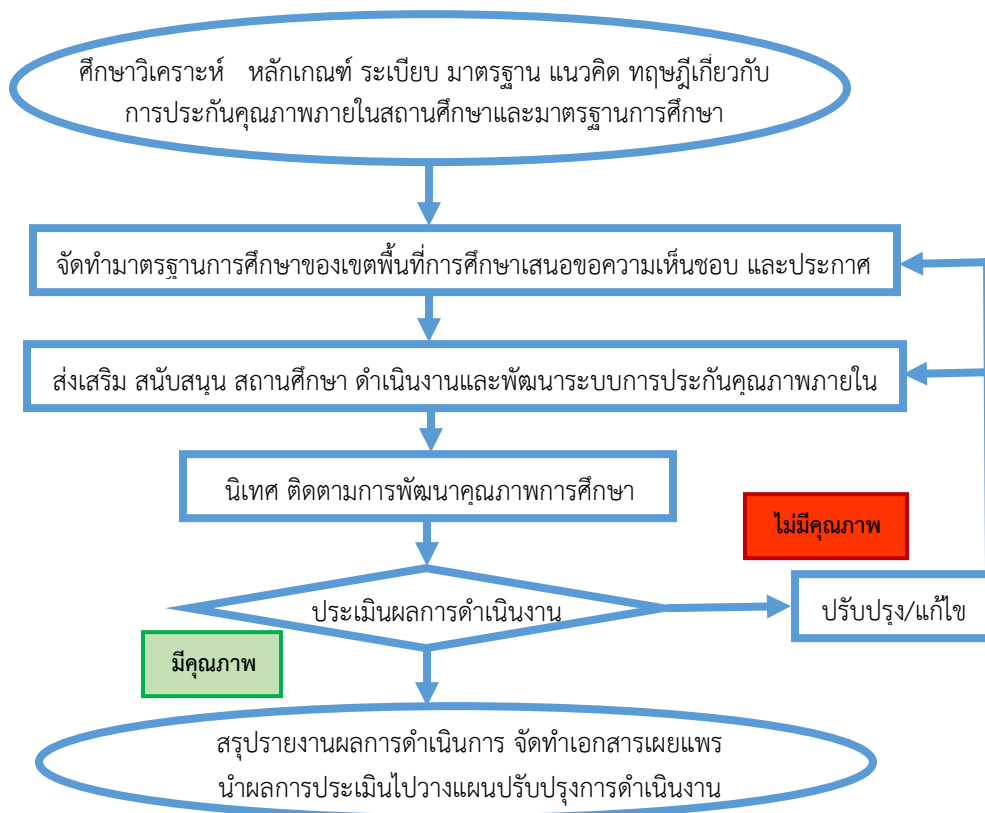 ศึกษาวิเคราะห์ หลักเกณฑ์ ระเบียบ มาตรฐาน แนวคิด ทฤษฎีเกี่ยวกับ
การประกันคุณภาพภายในสถานศึกษาและมาตรฐานการศึกษา
จัดทำมาตรฐานการศึกษาของเขตพื้นที่การศึกษาเสนอขอความเห็นชอบ และประกาศ
ส่งเสริม สนับสนุน สถานศึกษา ดำเนินงานและพัฒนาระบบการประกันคุณภาพภายใน
นิเทศ ติดตามการพัฒนาคุณภาพการศึกษา
ไม่มีคุณภาพ
ประเมินผลการดำเนินงาน
ปรับปรุง/แก้ไข
มีคุณภาพ
สรุปรายงานผลการดำเนินการ จัดทำเอกสารเผยแพร
นำผลการประเมินไปวางแผนปรับปรุงการดำเนินงาน